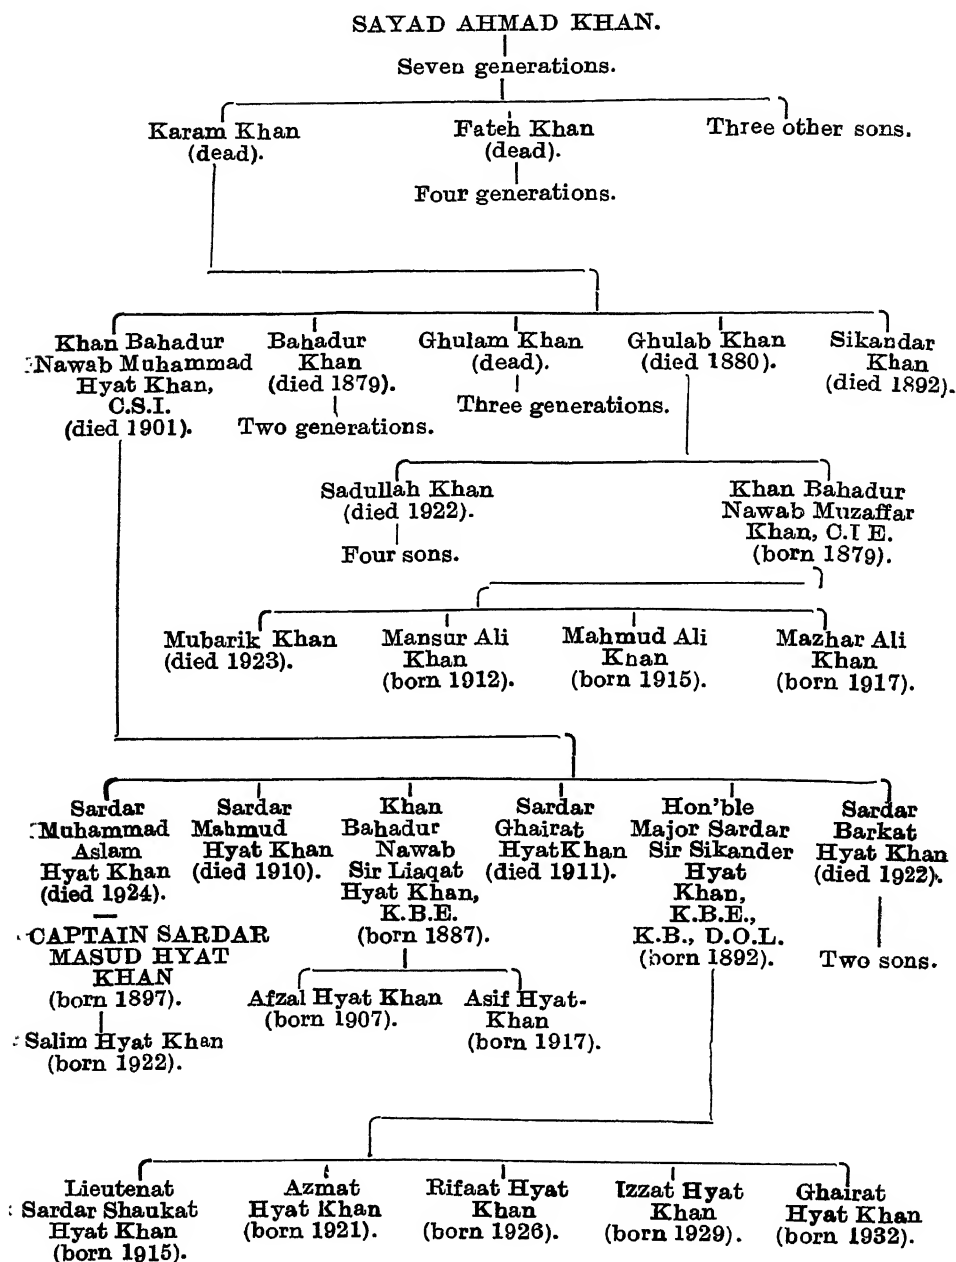 SAYAD AHMAD KHAN.
Seven generations.
Karam Khan
(dead).
Fateh Khan
(dead).
Three other sons.
Four generations.
Khan Bahadur
Nawab Muhammad
Hyat Khan,
C.S.I.
(died 1901).
Bahadur
Khan
(died 1879).
Two generations.
Ghulam Khan
(dead).
Three generations.
Ghulab Khan
(died 1880).
Sikandar
Khan
(died 1892).
Sadullah Khan
(died 1922).
Four sons.
Khan Bahadur
Nawab Muzaffar
Khan, C.I E.
(born 1879).
Mubarik Khan
(died 1923).
Mansur Ali
Khan
(born 1912).
Mahmud Ali
Khan
(born 1915).
Mazhar Ali
Khan
(born 1917).
Sardar
Muhammad
Aslam
Hyat Khan
(died 1924).
CAPTAIN SARDAR
MASUD HYAT
KHAN
(born 1897).
Salim Hyat Khan
(born 1922).
Sardar
Mahmud
Hyat Khan
(died 1910).
Khan
Bahadur
Nawab
Sir Liaqat
Hyat Khan,
K.B.E.
(born 1887).
Afzal Hyat Khan
(born 1907).
Asif Hyat-
Khan
(born 1917).
Sardar
Ghairat
Hyat Khan
(died 1911).
Hon'ble
Major Sardar
Sir Sikander
Hyat
Khan,
K.B.E.,
K.B., D.O.L.
(born 1892).
Sardar
Barkat
Hyat Khan
(died 1922).
Two sons.
Lieutenat
Sardar Shaukat
Hyat Khan
(born 1915).
Azmat
Hyat Khan
(born 1921).
Rifaat Hyat
Khan
(born 1926).
Izzat Hyat
Khan
(born 1929).
Ghairat
Hyat Khan
(born 1932).